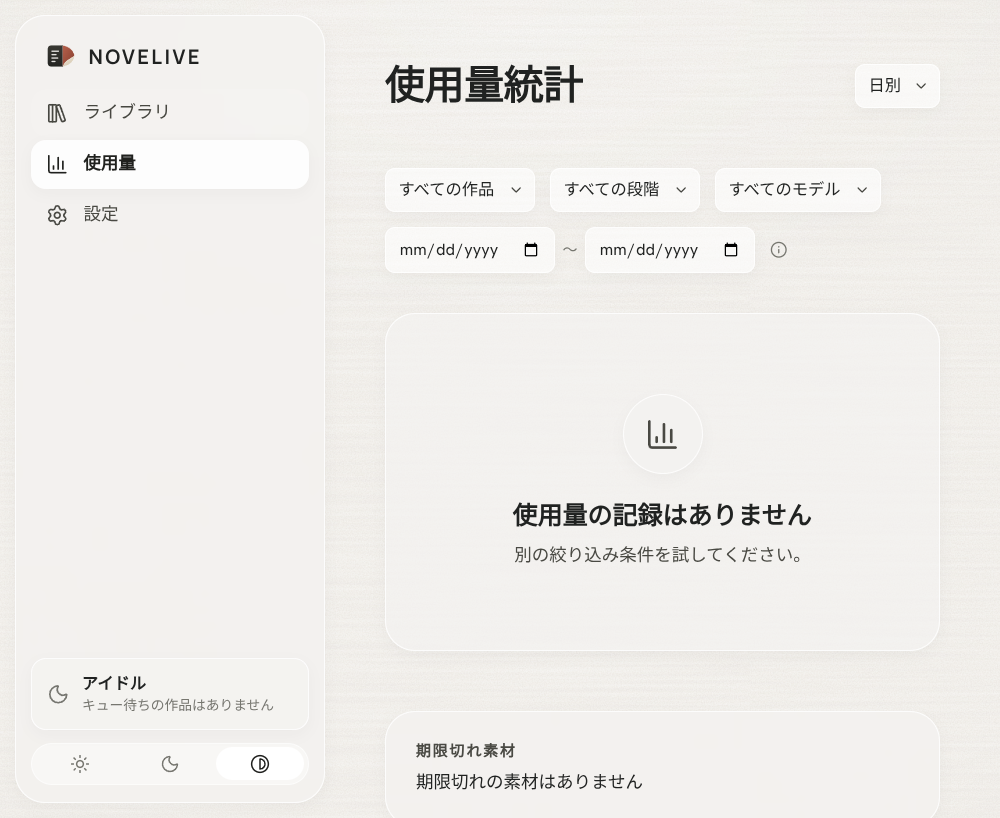 NOVELIVE
ライブラリ
使用量
設定
アイドル
キュー待ちの作品はありません
使用量統計
日別
すべての作品
すべての段階
すべてのモデル
mm/dd/yyyy
～
mm/dd/yyyy
使用量の記録はありません
別の絞り込み条件を試してください。
期限切れ素材
期限切れの素材はありません